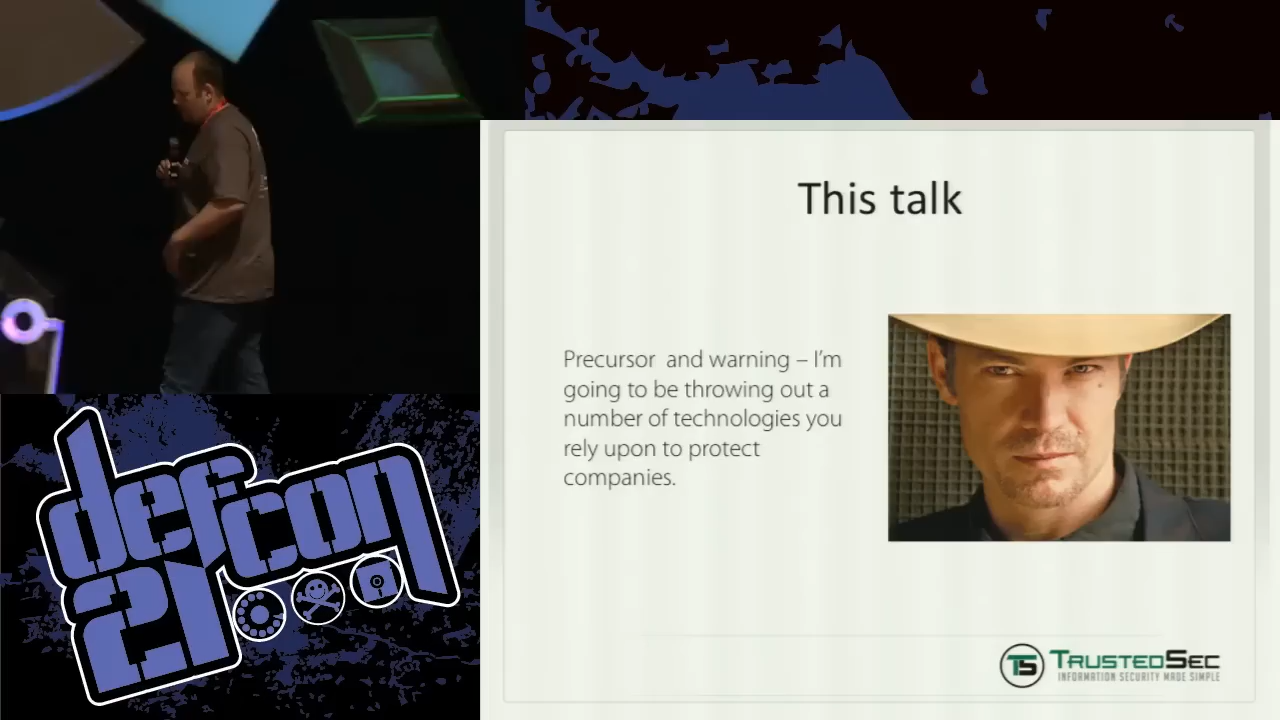 This talk
Precursor  and warning – I'm
going to be throwing out a
number of technologies you
rely upon to protect
companies.
defcon
21
TS TRUSTEDSEC
INFORMATION SECURITY MADE SIMPLE